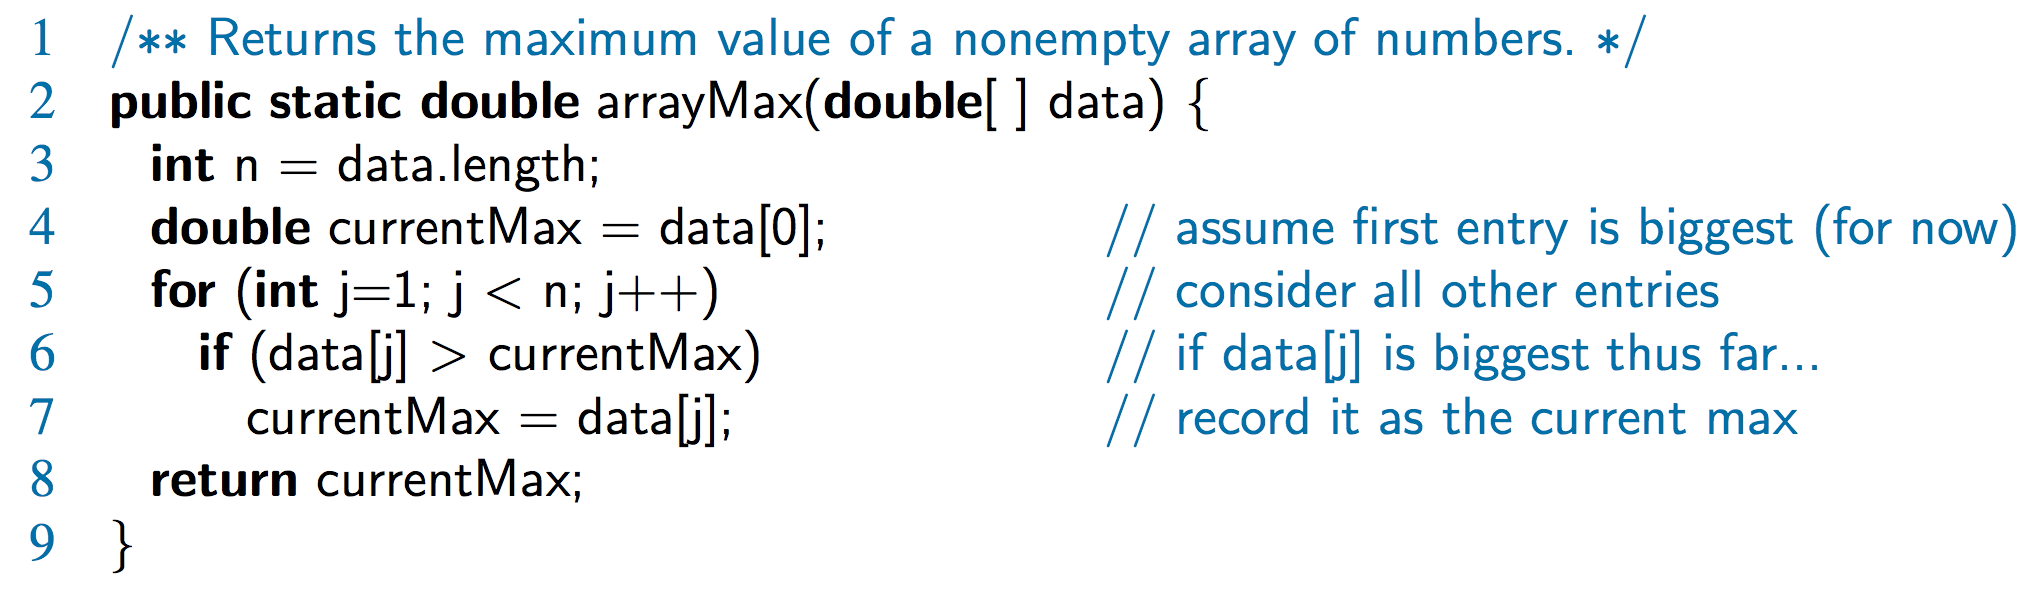 1 /** Returns the maximum value of a nonempty array of numbers. */
2 public static double arrayMax(double[ ] data) {
3 int n = data.length;
4 double currentMax = data[0]; // assume first entry is biggest (for now)
5 for (int j=1; j < n; j++) // consider all other entries
6 if (data[j] > currentMax) // if data[j] is biggest thus far...
7 currentMax = data[j]; // record it as the current max
8 return currentMax;
9 }